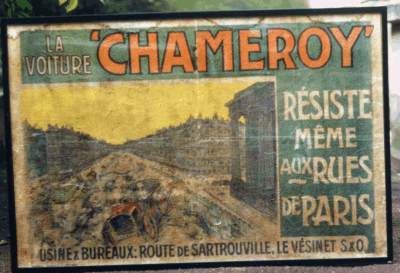 LA
VOITURE
'CHAMEROY'
RÉSISTE
MÊME
AUX RUES
DE PARIS
USINE & BUREAUX: ROUTE DE SARTROUVILLE, LE VÉSINET S&O.